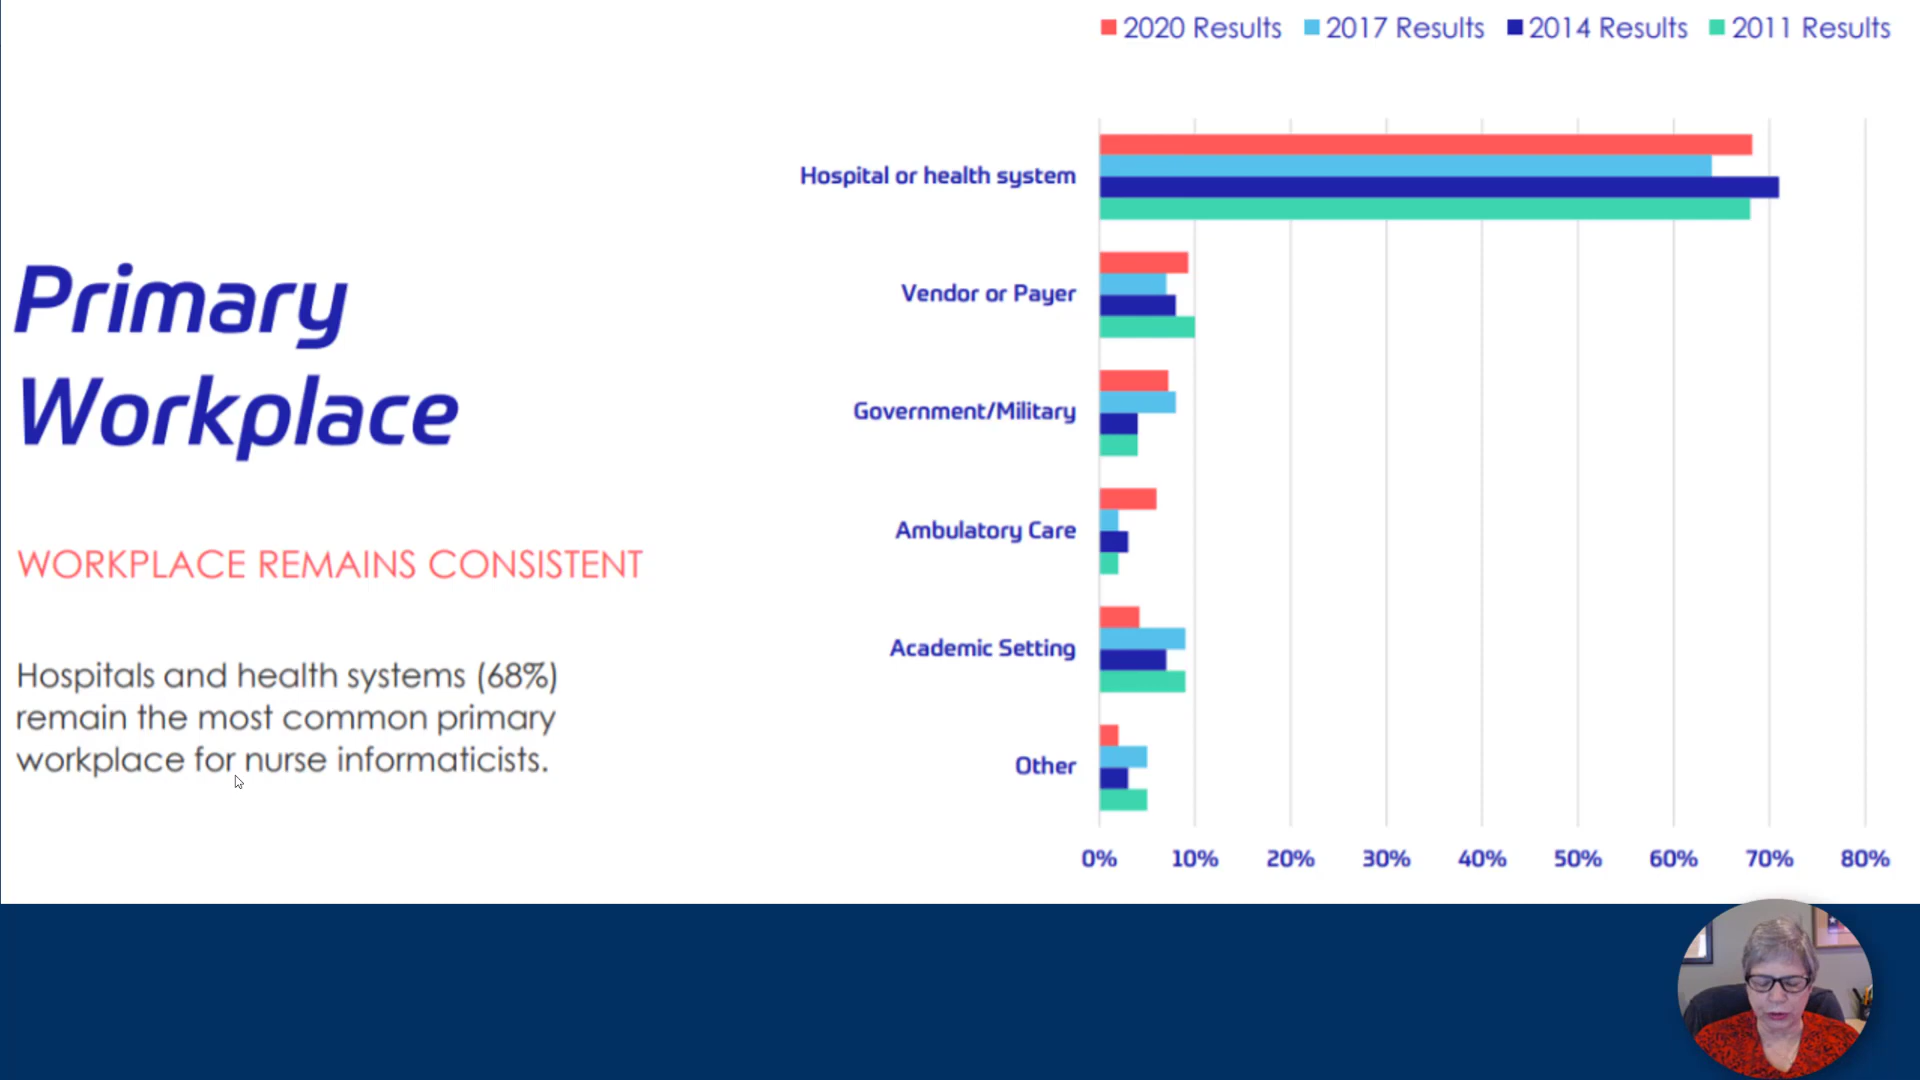 2020 Results 2017 Results 2014 Results 2011 Results
Primary
Workplace
WORKPLACE REMAINS CONSISTENT
Hospitals and health systems (68%)
remain the most common primary
workplace for nurse informaticists.
Hospital or health system
Vendor or Payer
Government/Military
Ambulatory Care
Academic Setting
Other
0% 10% 20% 30% 40% 50% 60% 70% 80%